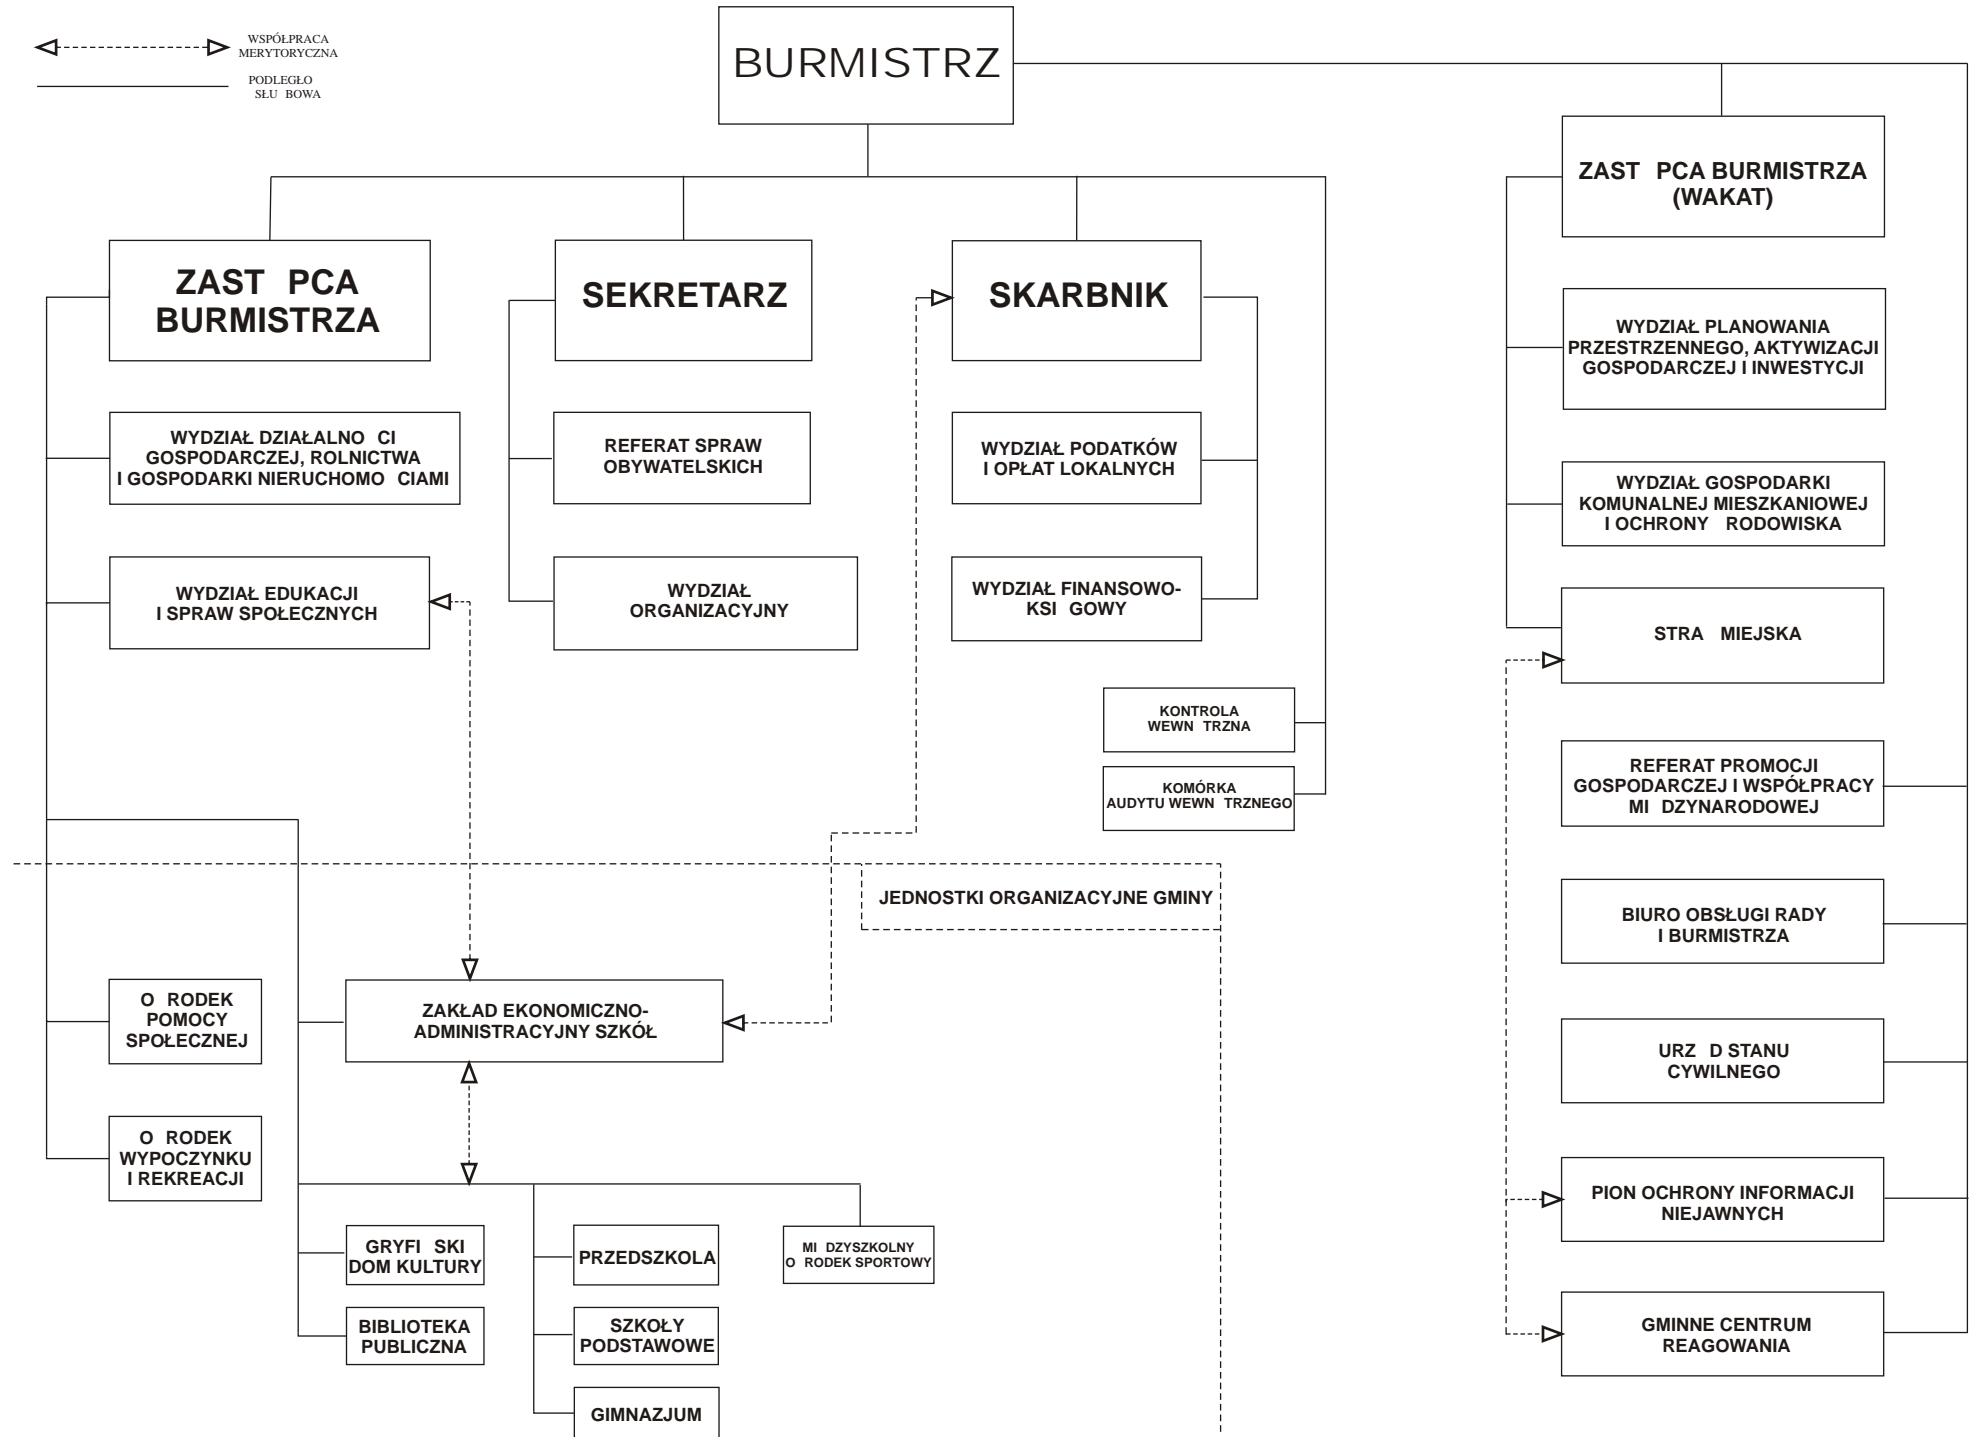 WSPÓŁPRACA
MERYTORYCZNA
PODLEGŁO
SŁU BOWA
BURMISTRZ
ZAST PCA BURMISTRZA
(WAKAT)
ZAST PCA
BURMISTRZA
SEKRETARZ
SKARBNIK
WYDZIAŁ PLANOWANIA
PRZESTRZENNEGO, AKTYWIZACJI
GOSPODARCZEJ I INWESTYCJI
WYDZIAŁ DZIAŁALNO CI
GOSPODARCZEJ, ROLNICTWA
I GOSPODARKI NIERUCHOMO CIAMI
REFERAT SPRAW
OBYWATELSKICH
WYDZIAŁ PODATKÓW
I OPŁAT LOKALNYCH
WYDZIAŁ GOSPODARKI
KOMUNALNEJ MIESZKANIOWEJ
I OCHRONY RODOWISKA
WYDZIAŁ EDUKACJI
I SPRAW SPOŁECZNYCH
WYDZIAŁ
ORGANIZACYJNY
WYDZIAŁ FINANSOWO-
KSI GOWY
STRA MIEJSKA
KONTROLA
WEWN TRZNA
KOMÓRKA
AUDYTU WEWN TRZNEGO
REFERAT PROMOCJI
GOSPODARCZEJ I WSPÓŁPRACY
MI DZYNARODOWEJ
JEDNOSTKI ORGANIZACYJNE GMINY
BIURO OBSŁUGI RADY
I BURMISTRZA
O RODEK
POMOCY
SPOŁECZNEJ
ZAKŁAD EKONOMICZNO-
ADMINISTRACYJNY SZKÓŁ
URZ D STANU
CYWILNEGO
O RODEK
WYPOCZYNKU
I REKREACJI
PION OCHRONY INFORMACJI
NIEJAWNYCH
GRYFI SKI
DOM KULTURY
PRZEDSZKOLA
MI DZYSZKOLNY
O RODEK SPORTOWY
BIBLIOTEKA
PUBLICZNA
SZKOŁY
PODSTAWOWE
GMINNE CENTRUM
REAGOWANIA
GIMNAZJUM